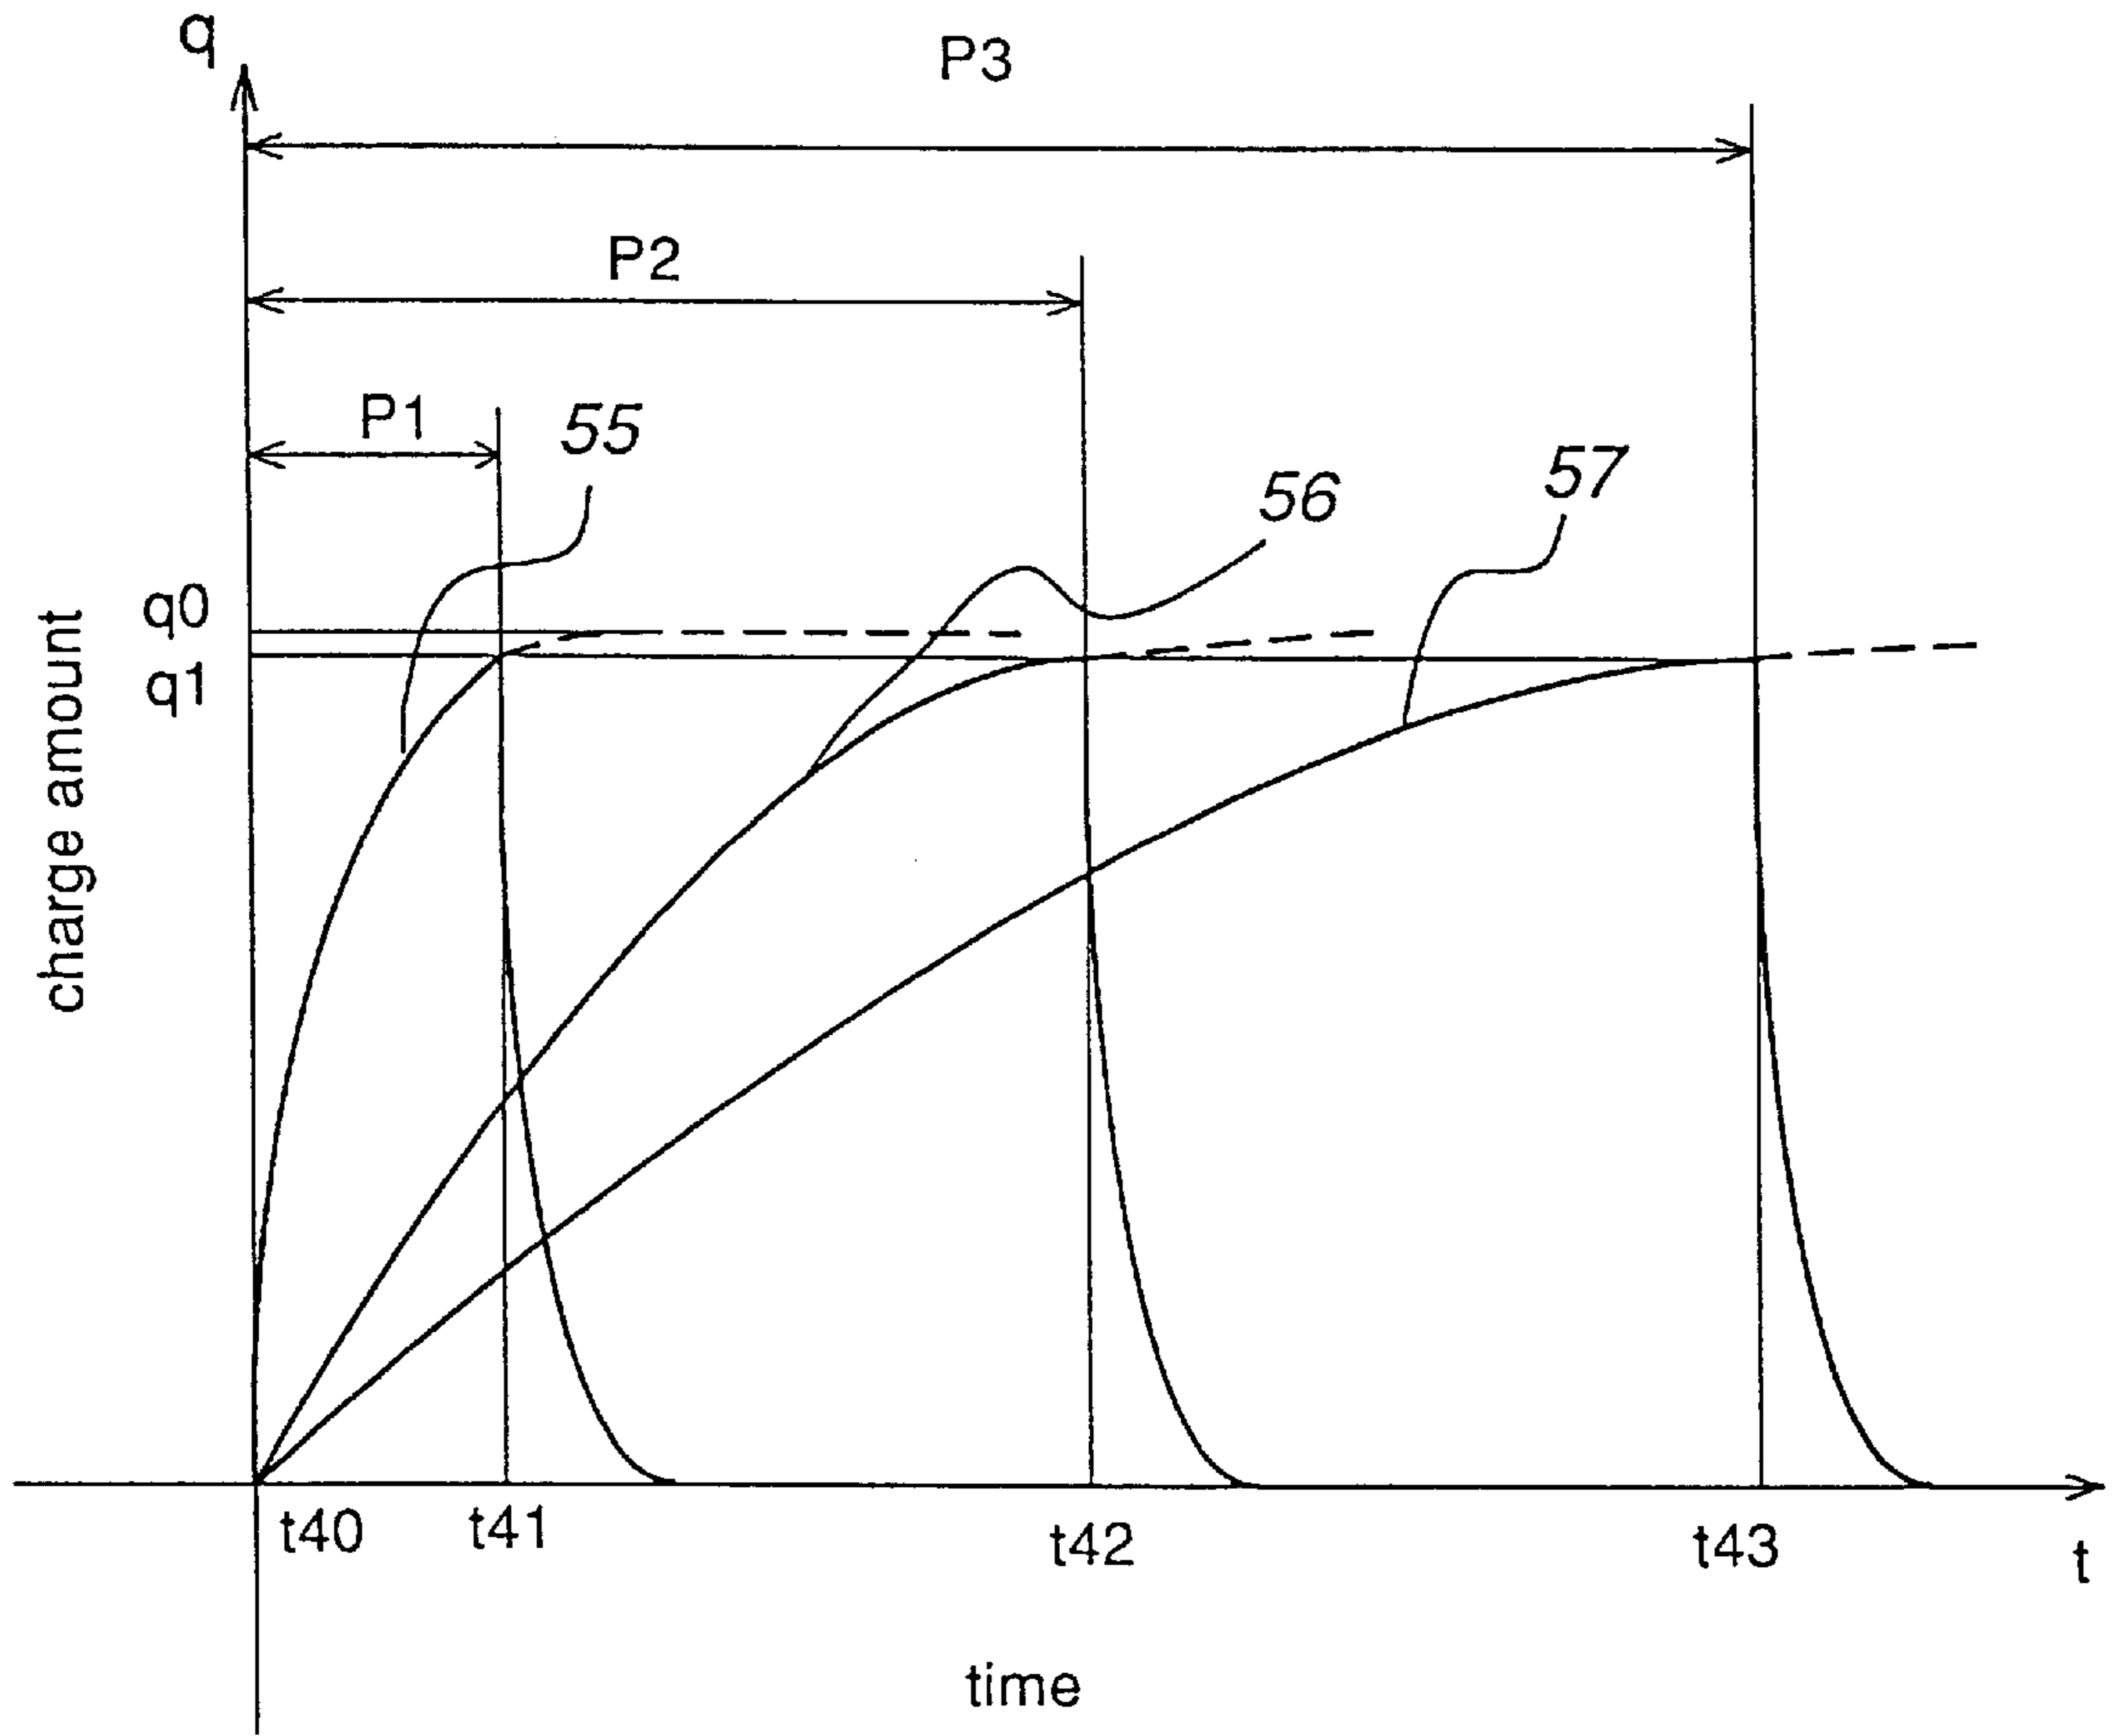 q
P3
P2
P1
55
56
57
q0
q1
charge amount
t40
t41
t42
t43
t
time